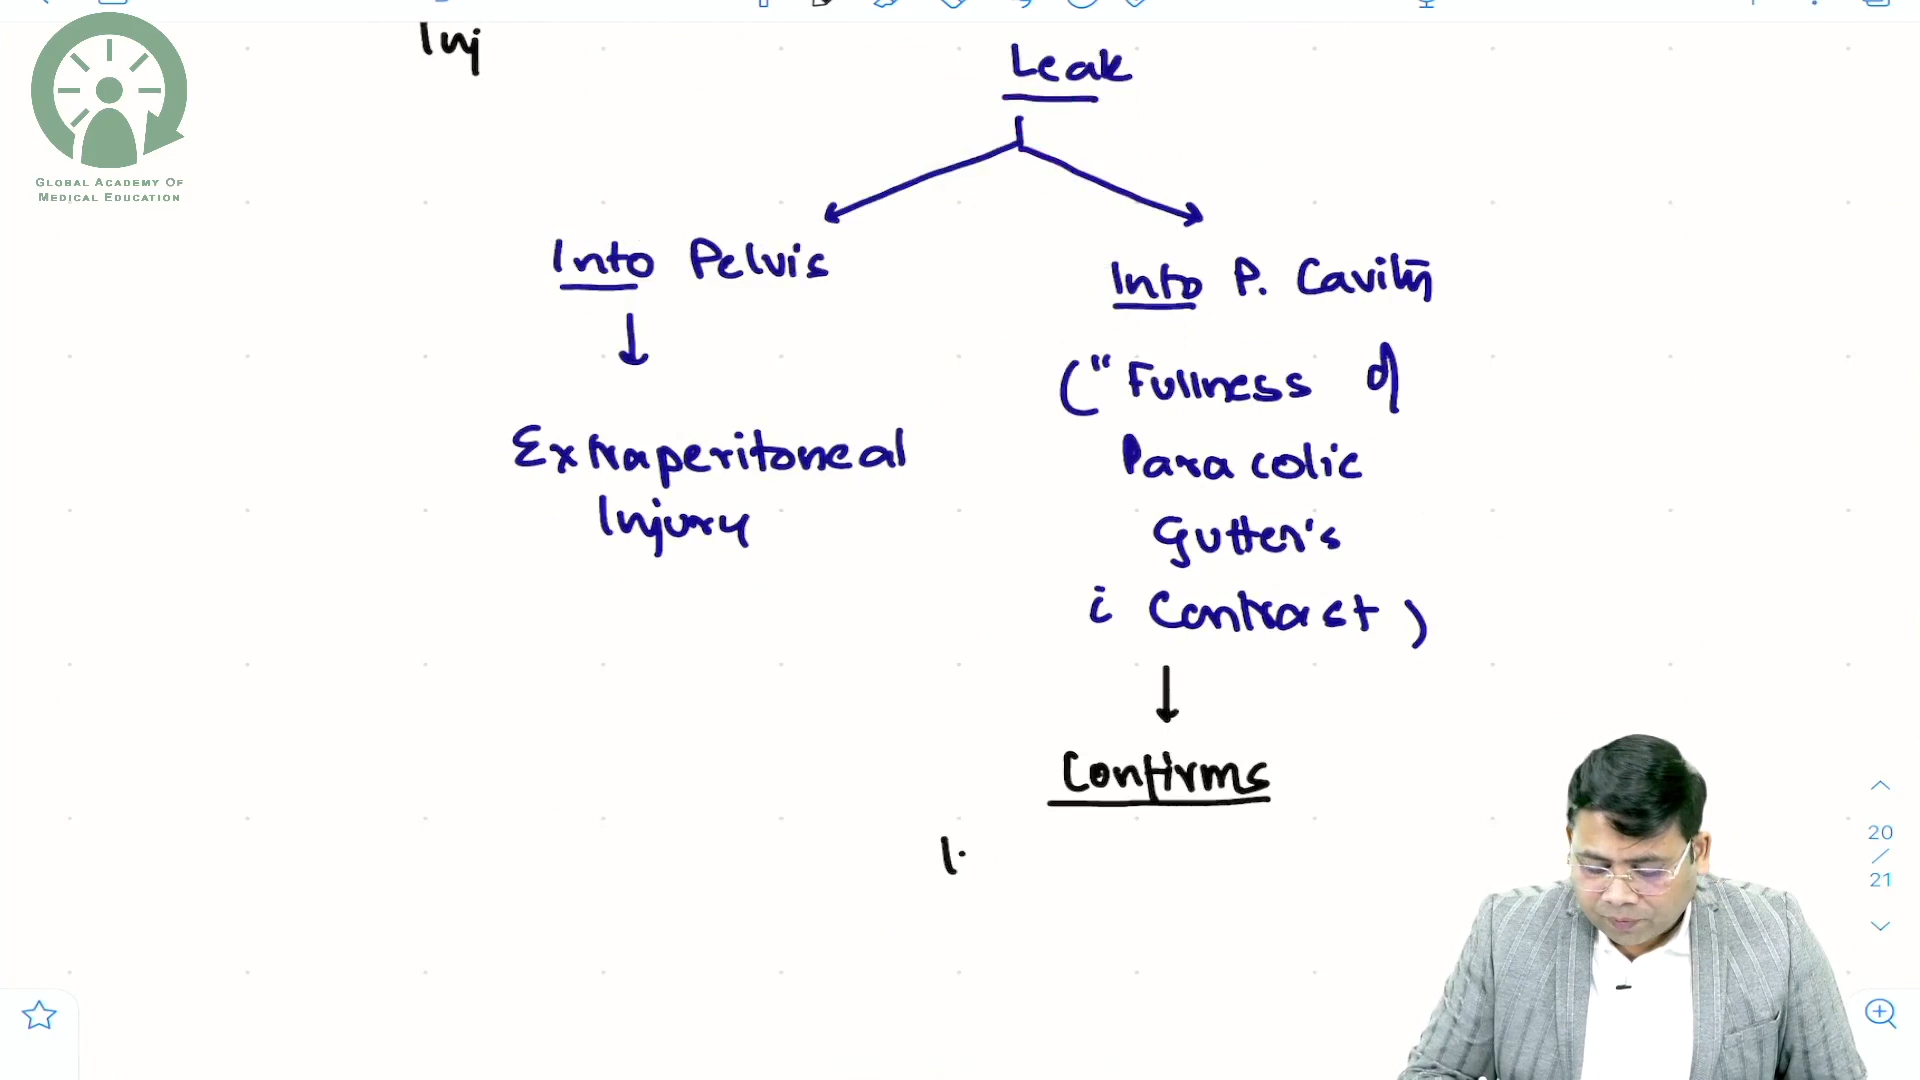 Inj
Leak
GLOBAL ACADEMY OF
MEDICAL EDUCATION
Into Pelvis
Into P. Cavity
("Fullness of
Extraperitoneal
Injury
Para colic
Gutter's
c̄ Contrast)
Confirms
20
/
21